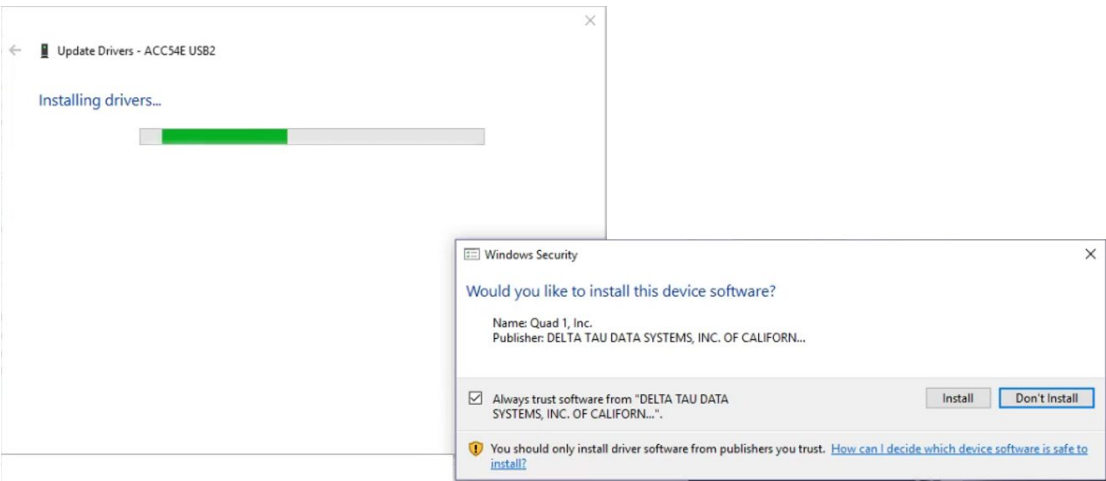 Update Drivers - ACC54E USB2
Installing drivers...
Windows Security
Would you like to install this device software?
Name: Quad 1, Inc.
Publisher: DELTA TAU DATA SYSTEMS, INC. OF CALIFORN...
Always trust software from "DELTA TAU DATA
SYSTEMS, INC. OF CALIFORN...".
Install
Don't Install
You should only install driver software from publishers you trust. How can I decide which device software is safe to
install?